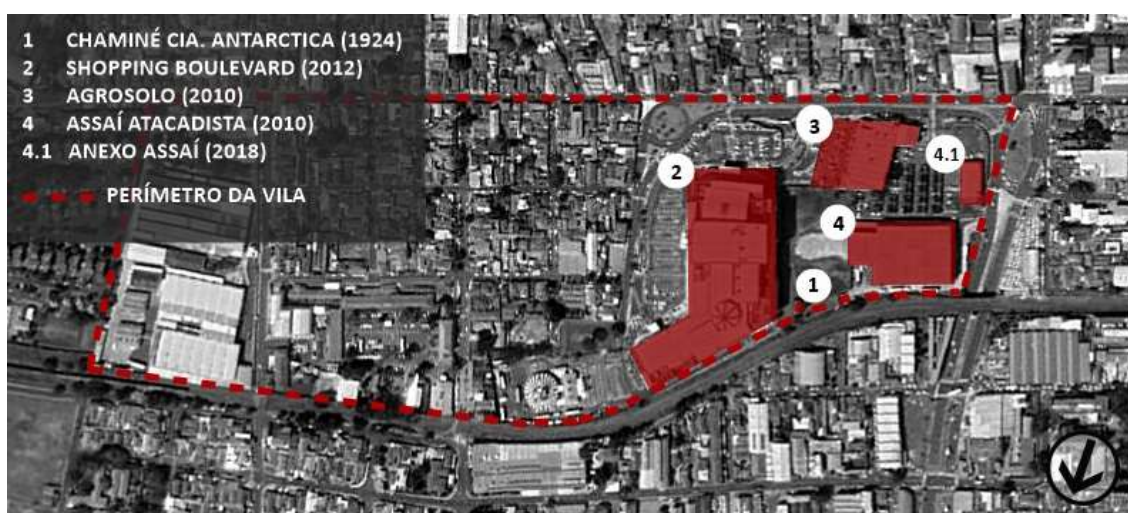 1 CHAMINÉ CIA. ANTARCTICA (1924)
2 SHOPPING BOULEVARD (2012)
3 AGROSOLO (2010)
4 ASSAÍ ATACADISTA (2010)
4.1 ANEXO ASSAÍ (2018)
PERÍMETRO DA VILA
3
4.1
2
4
1